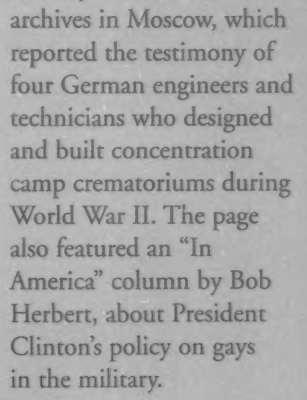 archives in Moscow, which
reported the testimony of
four German engineers and
technicians who designed
and built concentration
camp crematoriums during
World War II. The page
also featured an “In
America” column by Bob
Herbert, about President
Clinton’s policy on gays
in the military.